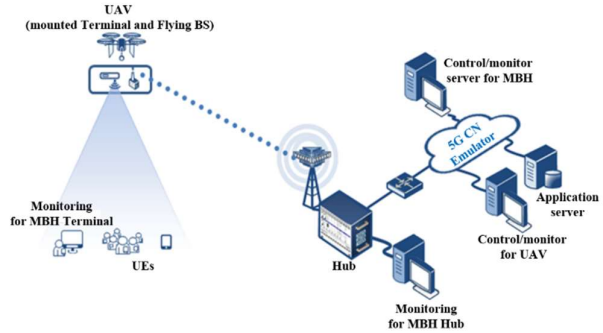 UAV
(mounted Terminal and Flying BS)
Control/monitor
server for MBH
5G CN
Emulator
Monitoring
for MBH Terminal
UEs
Hub
Application
server
Control/monitor
for UAV
Monitoring
for MBH Hub